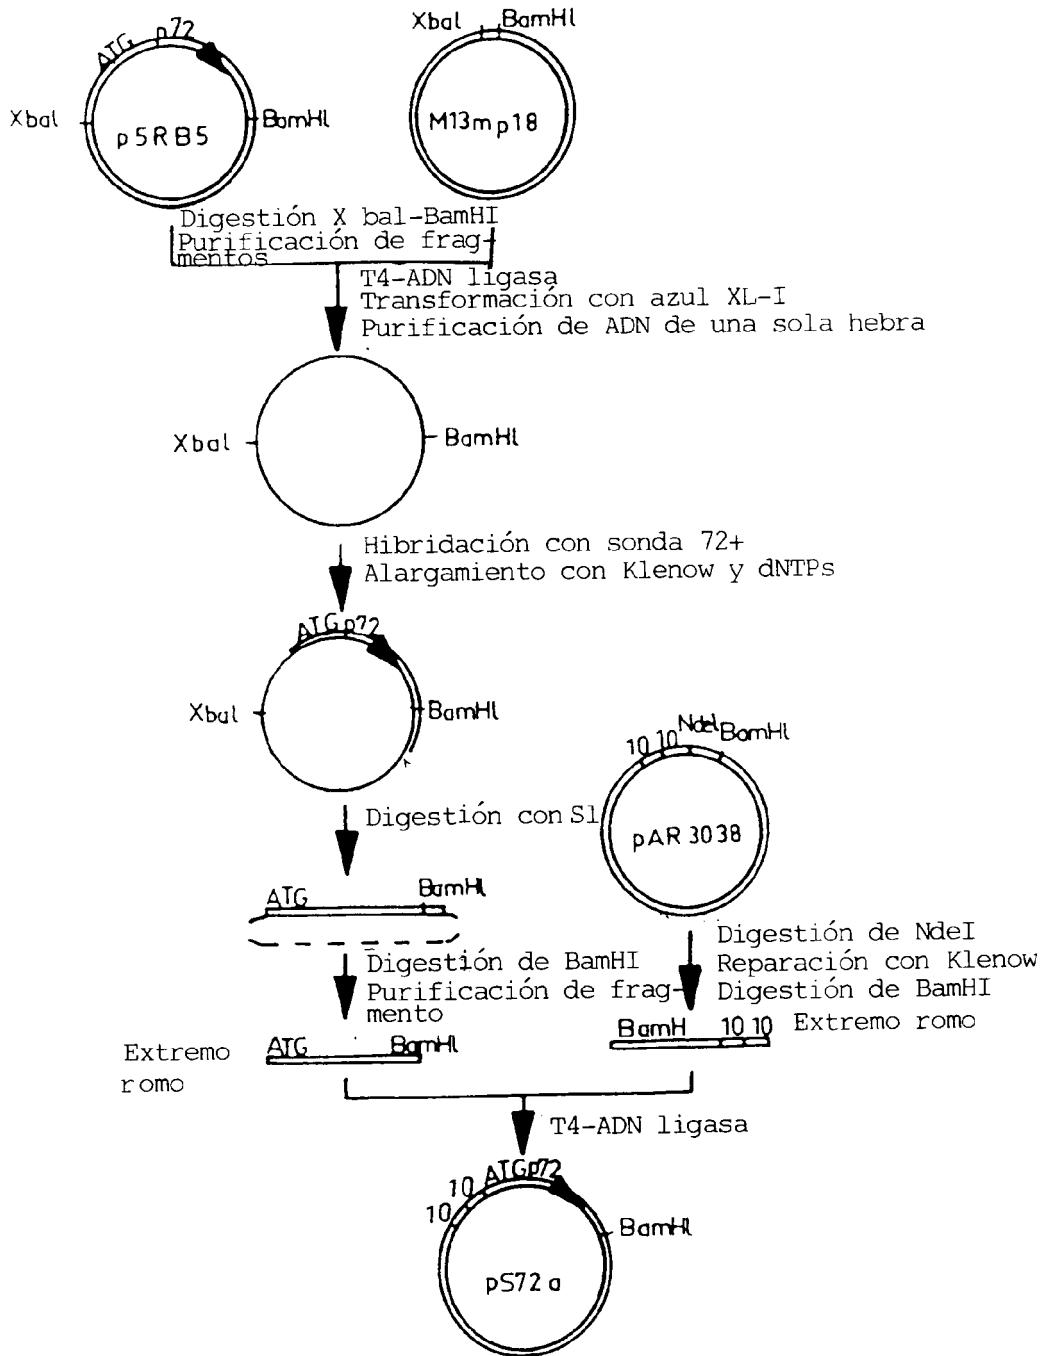 ATG p72
XbaI
BamHI
p5RB5
XbaI BamHI
M13mp18
Digestión X bal-BamHI
Purificación de frag-
mentos
T4-ADN ligasa
Transformación con azul XL-I
Purificación de ADN de una sola hebra
XbaI
BamHI
Hibridación con sonda 72+
Alargamiento con Klenow y dNTPs
ATG p72
XbaI
BamHI
10 10 NdeI BamHI
pAR 3038
Digestión con Sl
ATG BamHI
Digestión de BamHI
Purificación de frag-
mento
Digestión de NdeI
Reparación con Klenow
Digestión de BamHI
Extremo
romo
ATG BamHI
BamH 10 10 Extremo romo
T4-ADN ligasa
10 10 ATG p72
BamHI
pS72a